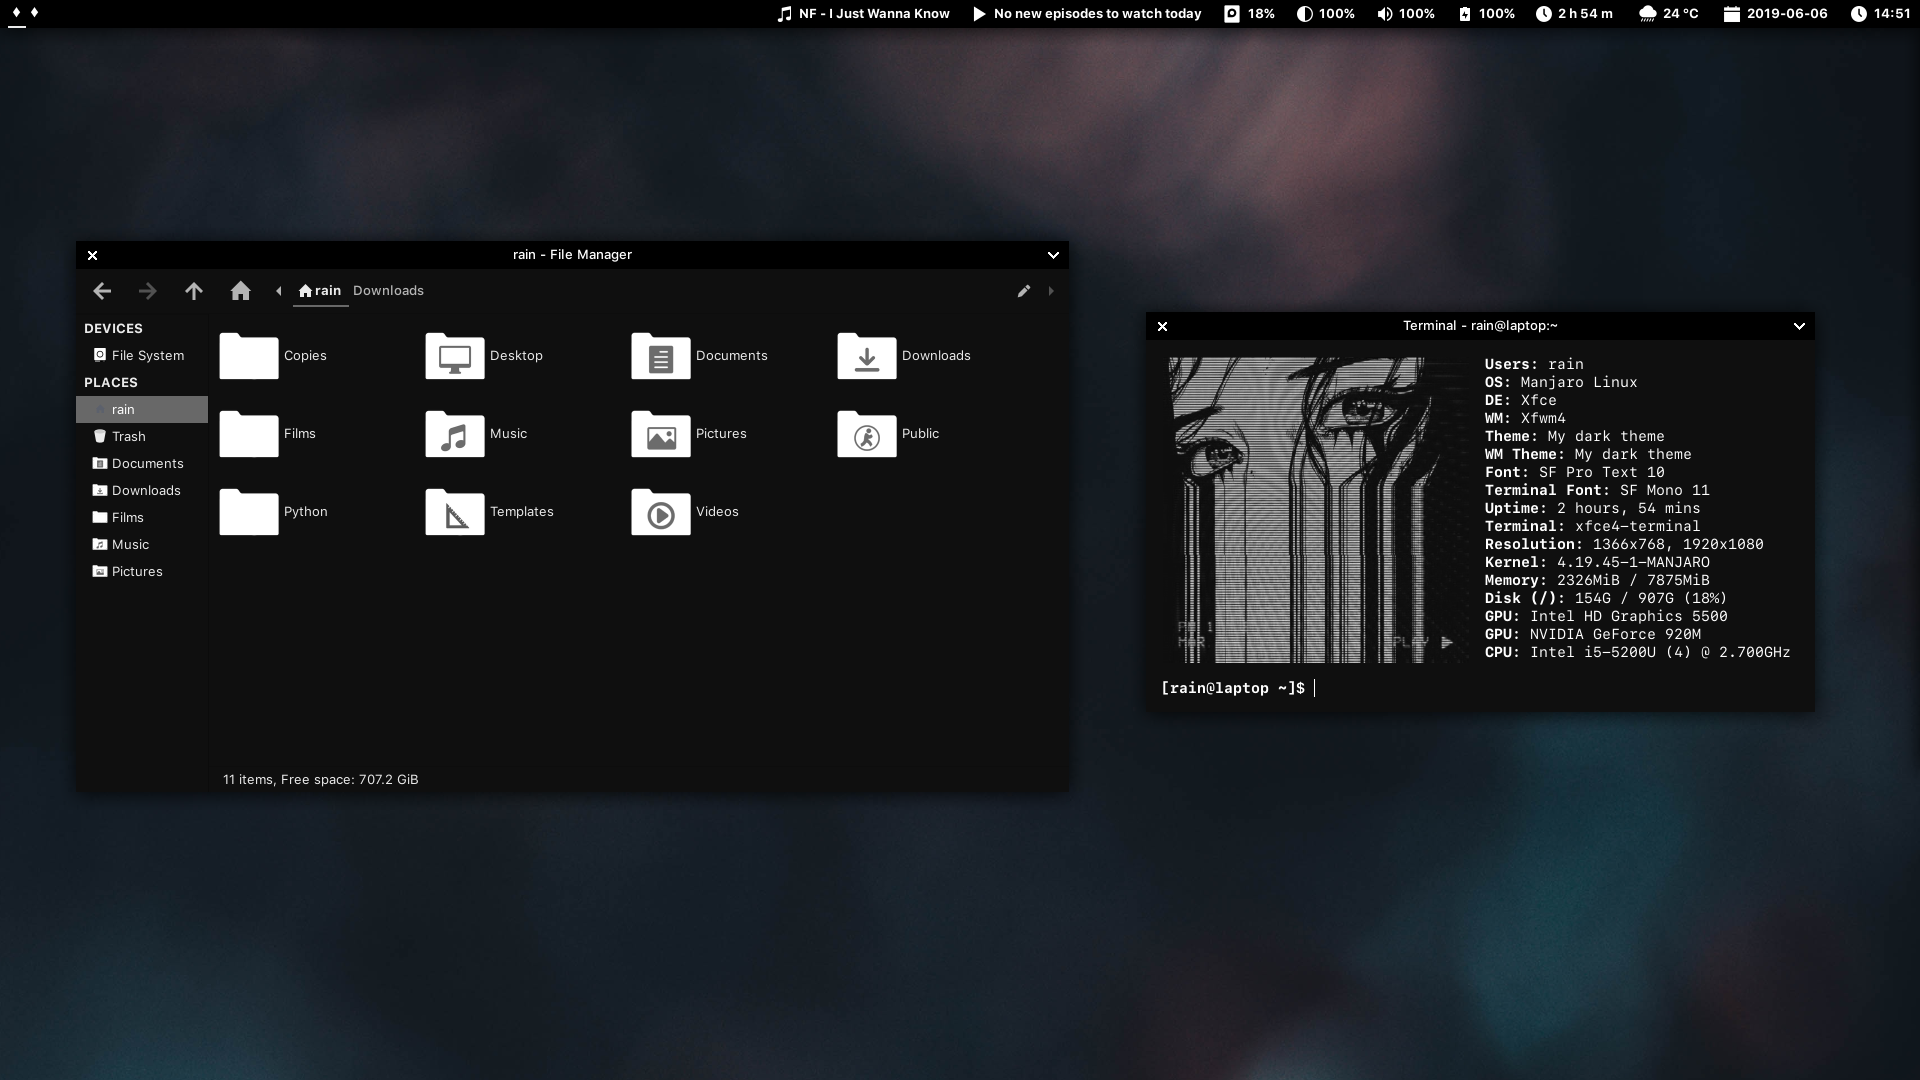 NF - I Just Wanna Know No new episodes to watch today 18% 100% 100% 100% 2 h 54 m 24 °C 2019-06-06 14:51
rain - File Manager
rain Downloads
DEVICES
File System
PLACES
rain
Trash
Documents
Downloads
Films
Music
Pictures
Copies Desktop Documents Downloads
Films Music Pictures Public
Python Templates Videos
11 items, Free space: 707.2 GiB
Terminal - rain@laptop:~
Users: rain
OS: Manjaro Linux
DE: Xfce
WM: Xfwm4
Theme: My dark theme
WM Theme: My dark theme
Font: SF Pro Text 10
Terminal Font: SF Mono 11
Uptime: 2 hours, 54 mins
Terminal: xfce4-terminal
Resolution: 1366x768, 1920x1080
Kernel: 4.19.45-1-MANJARO
Memory: 2326MiB / 7875MiB
Disk (/): 154G / 907G (18%)
GPU: Intel HD Graphics 5500
GPU: NVIDIA GeForce 920M
CPU: Intel i5-5200U (4) @ 2.700GHz
PLAY
[rain@laptop ~]$